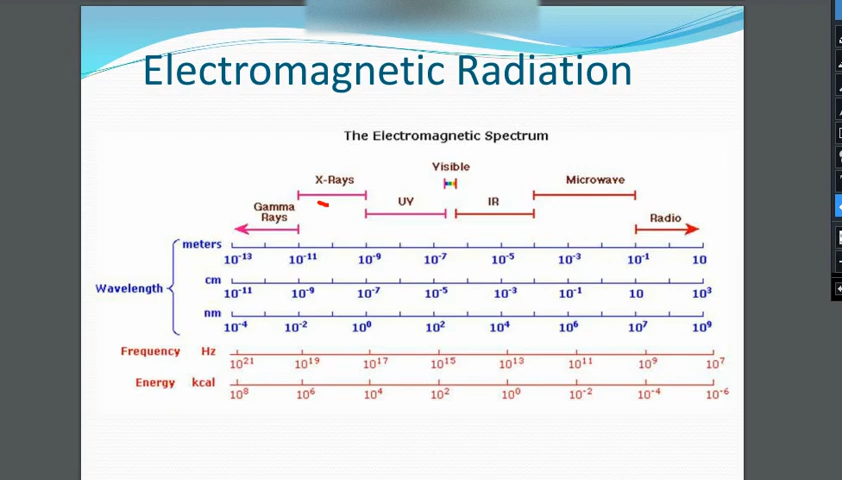 Electromagnetic Radiation
The Electromagnetic Spectrum
Visible
X-Rays Microwave
UV IR
Gamma
Rays
Radio
meters
10⁻¹³ 10⁻¹¹ 10⁻⁹ 10⁻⁷ 10⁻⁵ 10⁻³ 10⁻¹ 10
Wavelength
cm
10⁻¹¹ 10⁻⁹ 10⁻⁷ 10⁻⁵ 10⁻³ 10⁻¹ 10 10³
nm
10⁻⁴ 10⁻² 10⁰ 10² 10⁴ 10⁶ 10⁷ 10⁹
Frequency Hz
10²¹ 10¹⁹ 10¹⁷ 10¹⁵ 10¹³ 10¹¹ 10⁹ 10⁷
Energy kcal
10⁸ 10⁶ 10⁴ 10² 10⁰ 10⁻² 10⁻⁴ 10⁻⁶